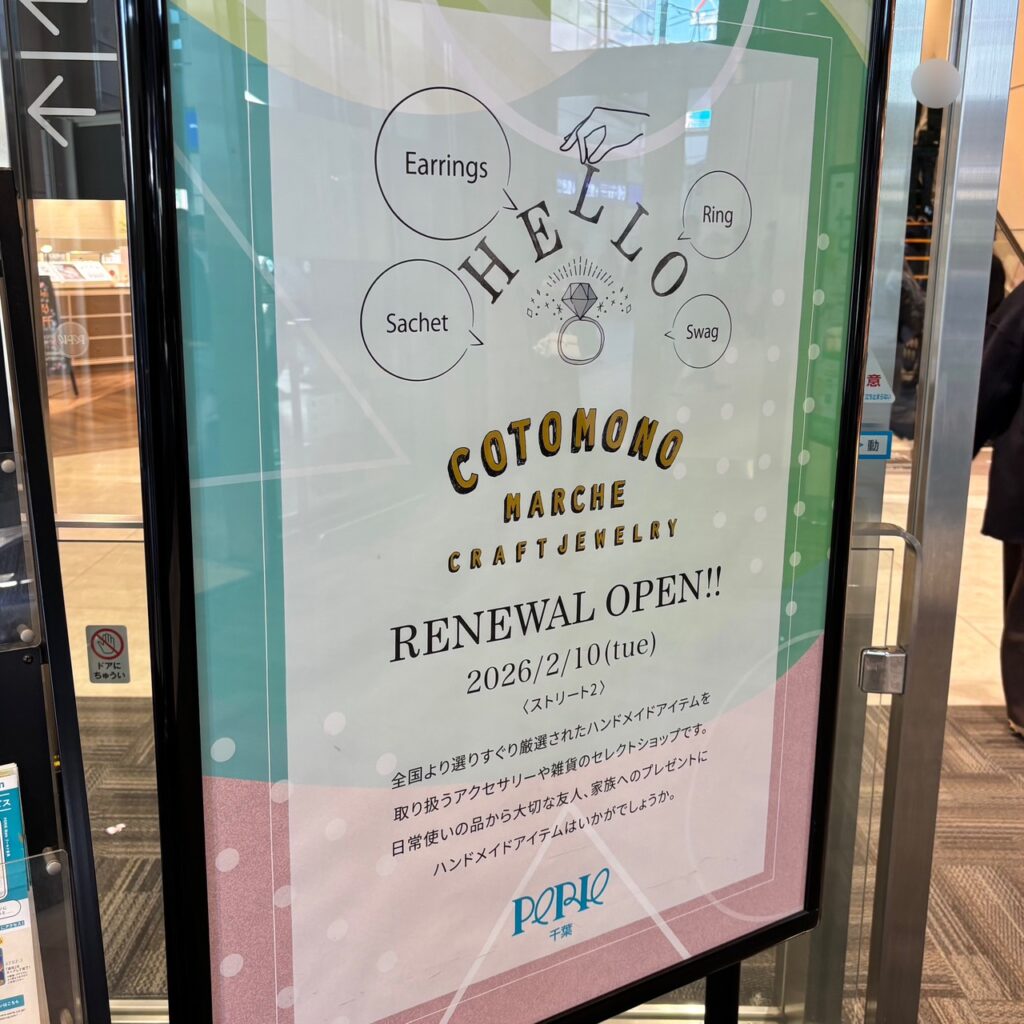 Earrings
HELLO
Ring
Sachet
Swag
COTOMONO
MARCHE
CRAFT JEWELRY
RENEWAL OPEN!!
2026/2/10(tue)
〈ストリート2〉
全国より選りすぐり厳選されたハンドメイドアイテムを
取り扱うアクセサリーや雑貨のセレクトショップです。
日常使いの品から大切な友人、家族へのプレゼントに
ハンドメイドアイテムはいかがでしょうか。
PERIE
千葉
ドアに
ちゅうい
意
動